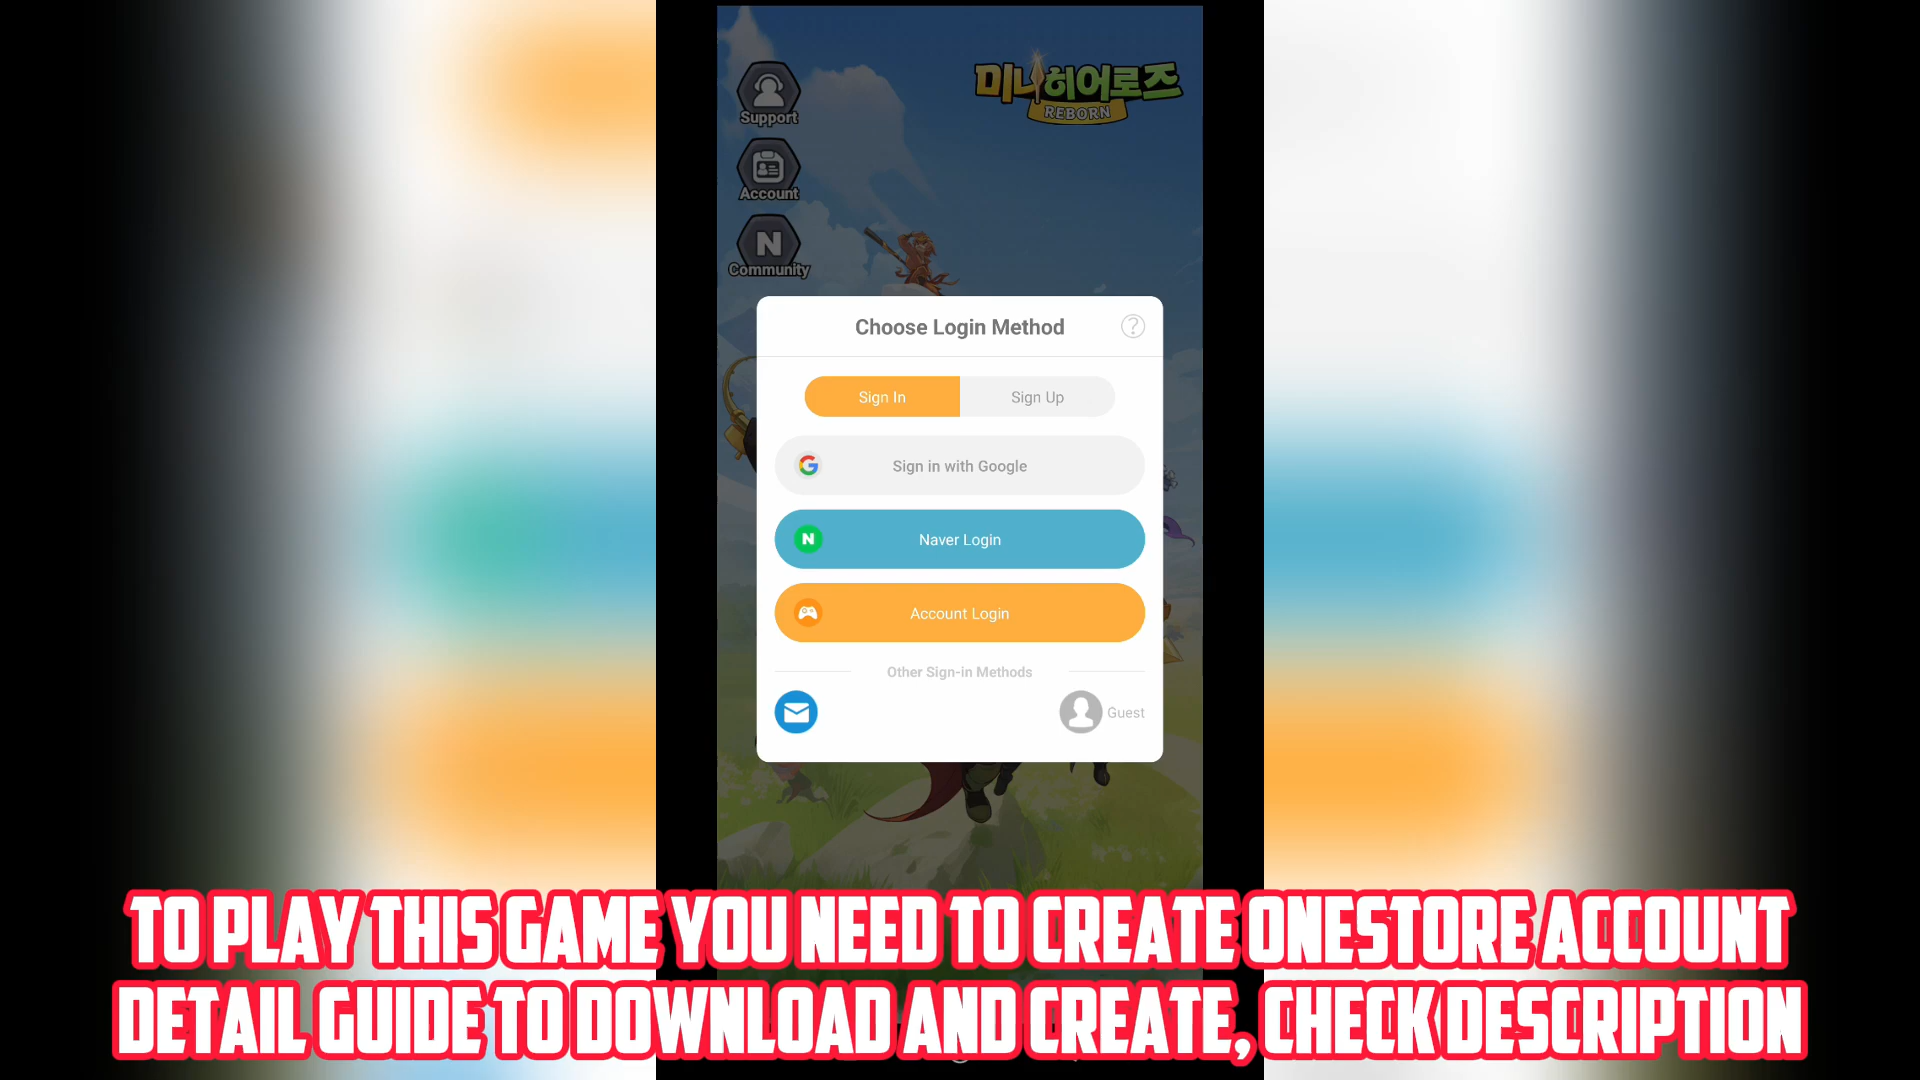 Support
미니히어로즈
REBORN
Account
N
Community
Choose Login Method
?
Sign In
Sign Up
G
Sign in with Google
N
Naver Login
Account Login
Other Sign-in Methods
Guest
TO PLAY THIS GAME YOU NEED TO CREATE ONESTORE ACCOUNT
DETAIL GUIDE TO DOWNLOAD AND CREATE, CHECK DESCRIPTION